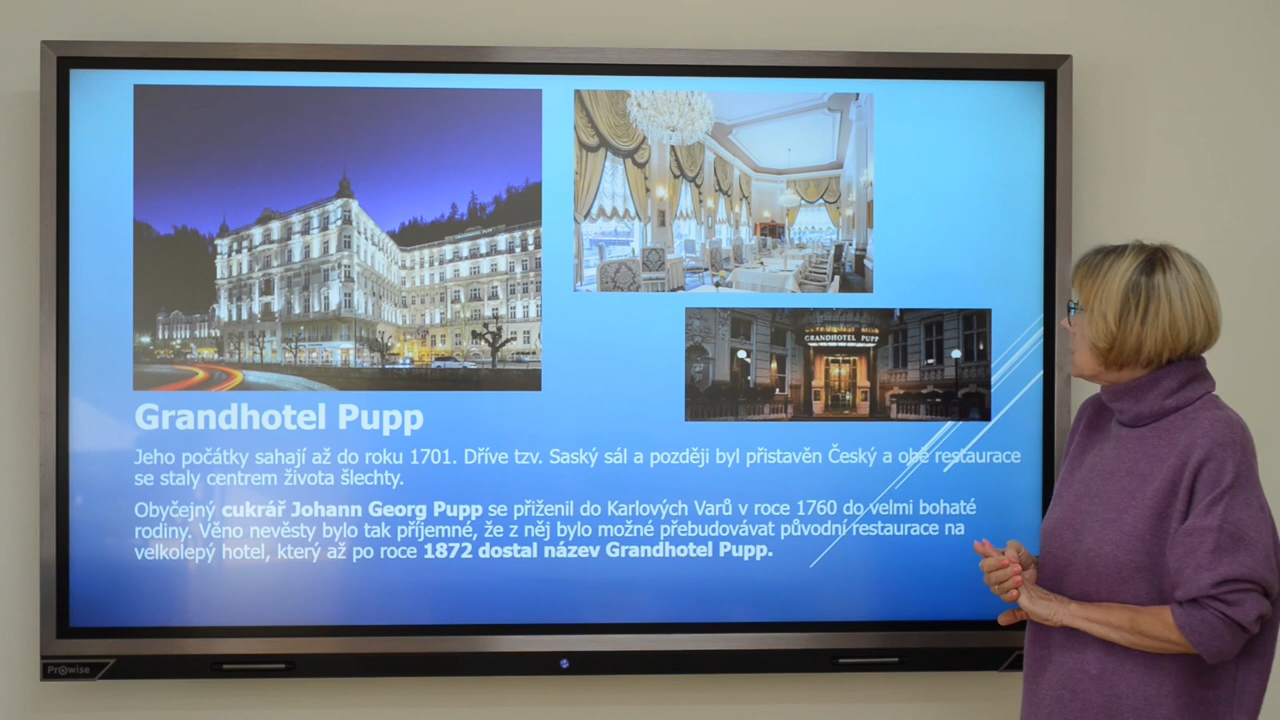 GRANDHOTEL PUPP
Grandhotel Pupp
Jeho počátky sahají až do roku 1701. Dříve tzv. Saský sál a později byl přistavěn Český a obě restaurace
se staly centrem života šlechty.
Obyčejný cukrář Johann Georg Pupp se přiženil do Karlových Varů v roce 1760 do velmi bohaté
rodiny. Věno nevěsty bylo tak příjemné, že z něj bylo možné přebudovávat původní restaurace na
velkolepý hotel, který až po roce 1872 dostal název Grandhotel Pupp.
Prowise